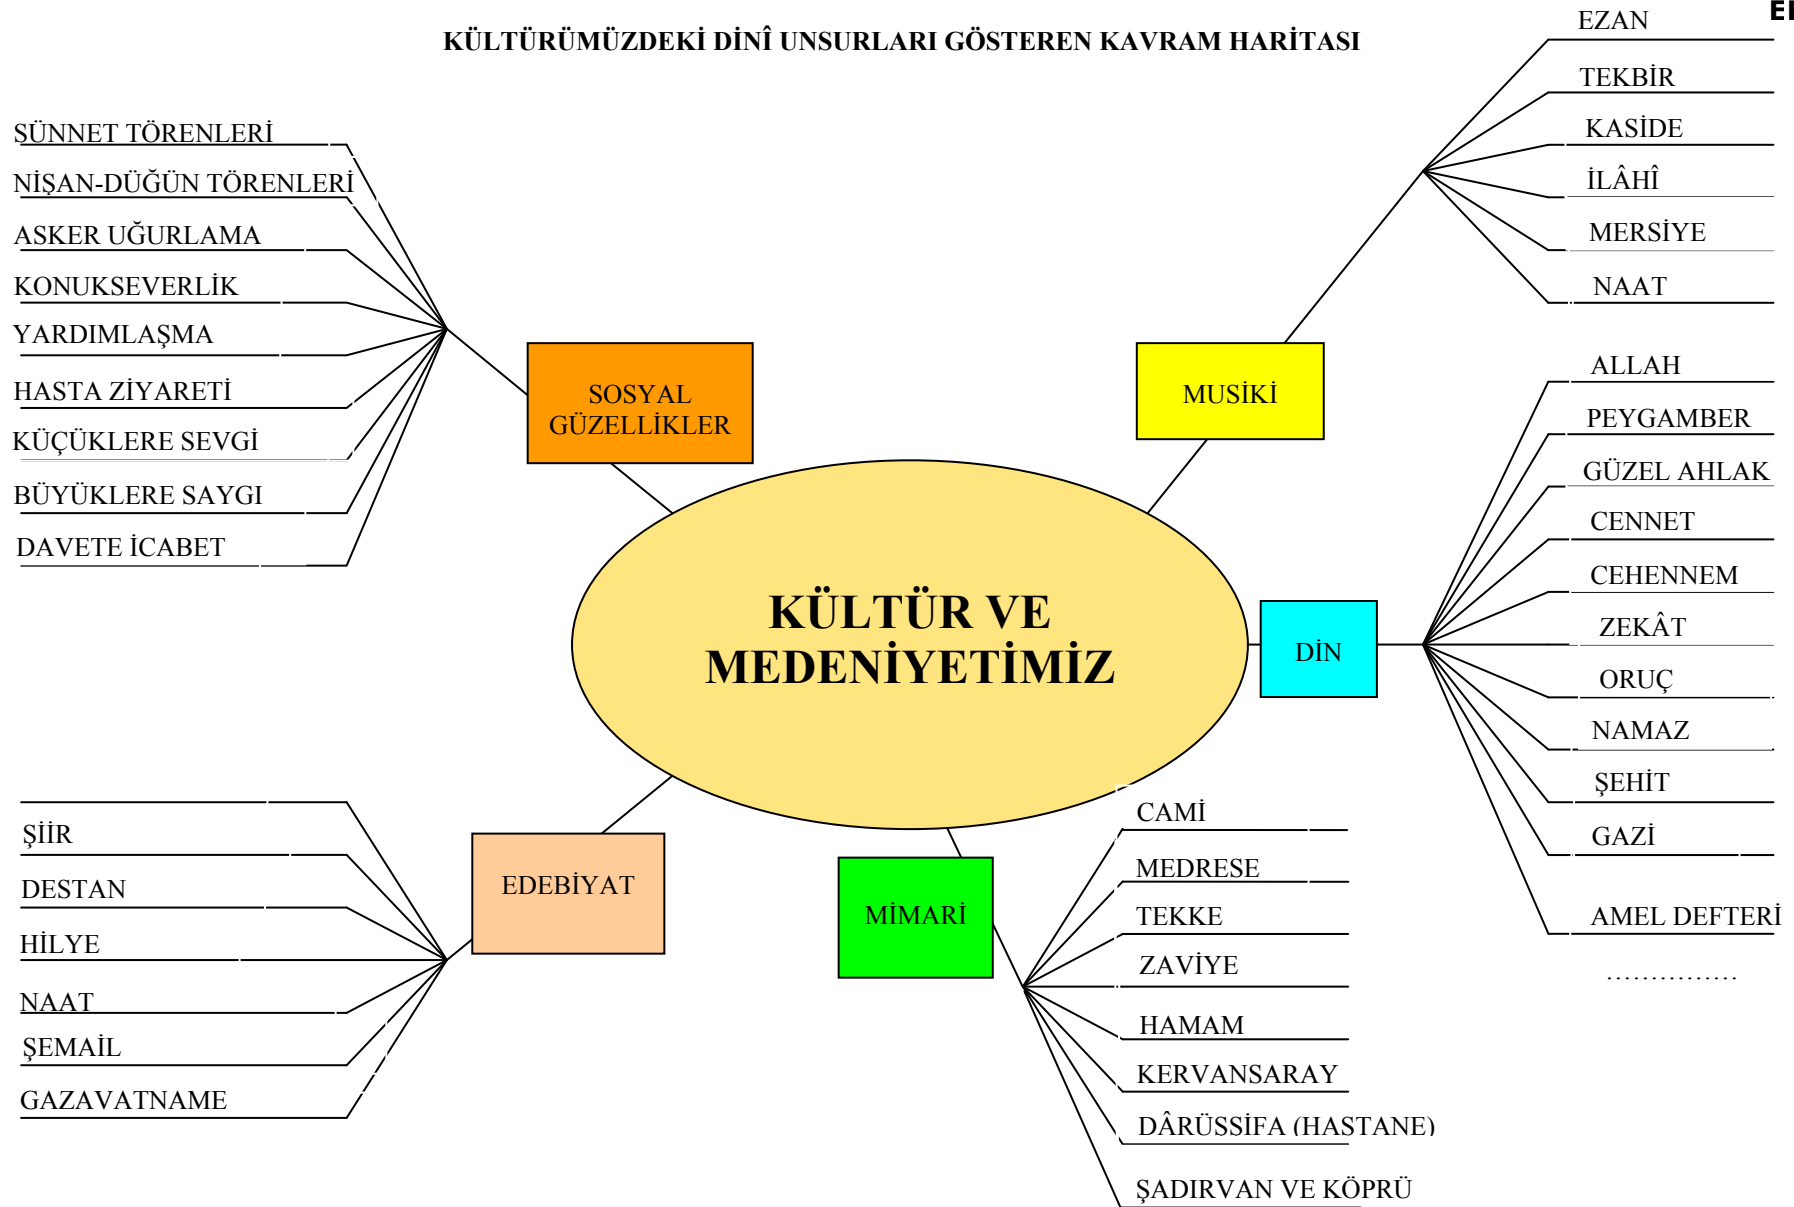 KÜLTÜRÜMÜZDEKİ DİNÎ UNSURLARI GÖSTEREN KAVRAM HARİTASI
SÜNNET TÖRENLERİ
NİŞAN-DÜĞÜN TÖRENLERİ
ASKER UĞURLAMA
KONUKSEVERLİK
YARDIMLAŞMA
HASTA ZİYARETİ
KÜÇÜKLERE SEVGİ
BÜYÜKLERE SAYGI
DAVETE İCABET
SOSYAL
GÜZELLİKLER
MUSİKİ
EZAN
TEKBİR
KASİDE
İLÂHÎ
MERSİYE
NAAT
KÜLTÜR VE
MEDENİYETİMİZ
DİN
ALLAH
PEYGAMBER
GÜZEL AHLAK
CENNET
CEHENNEM
ZEKÂT
ORUÇ
NAMAZ
ŞEHİT
GAZİ
AMEL DEFTERİ
...............
EDEBİYAT
ŞİİR
DESTAN
HİLYE
NAAT
ŞEMAİL
GAZAVATNAME
MİMARİ
CAMİ
MEDRESE
TEKKE
ZAVİYE
HAMAM
KERVANSARAY
DÂRÜSSİFA (HASTANE)
ŞADIRVAN VE KÖPRÜ